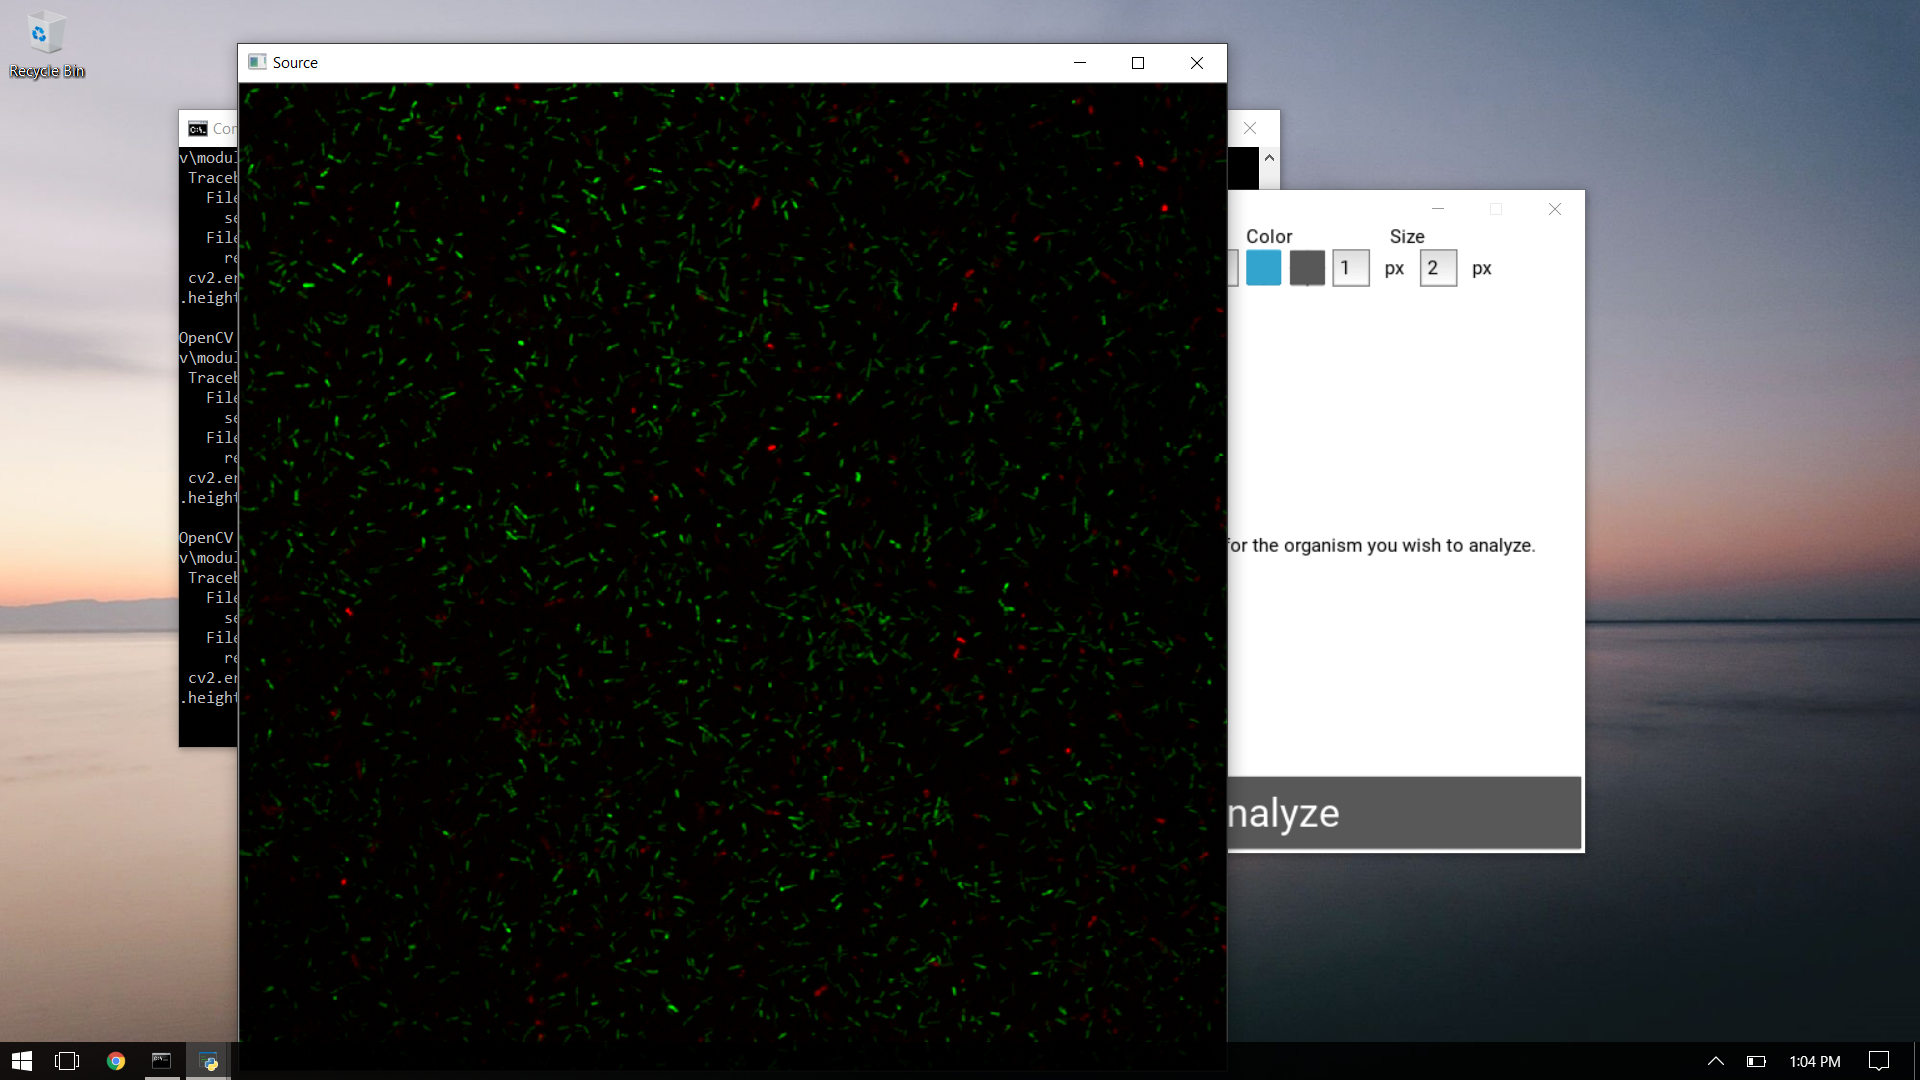 Recycle Bin
Source
Con
v\modul
Traceb
File
se
File
re
cv2.er
.height
OpenCV
v\modul
Traceb
File
se
File
re
cv2.er
.height
OpenCV
v\modul
Traceb
File
se
File
re
cv2.er
.height
Color Size
1 px 2 px
for the organism you wish to analyze.
nalyze
1:04 PM